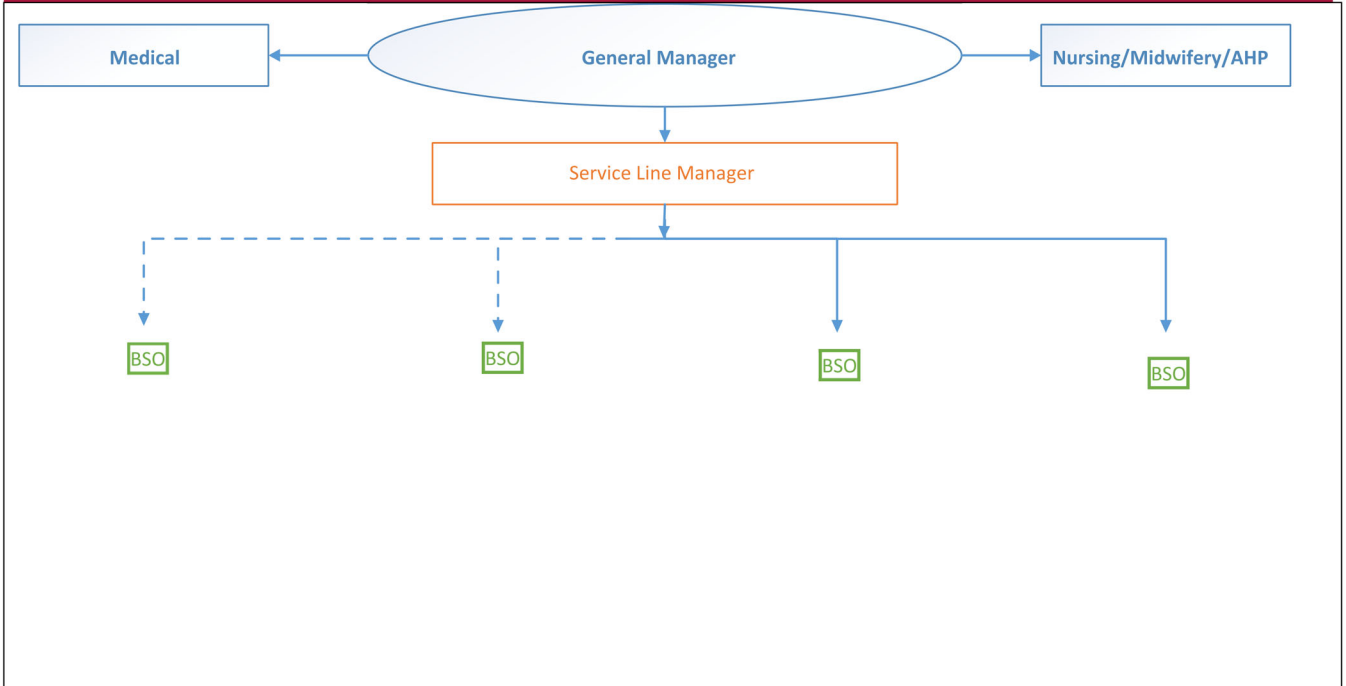 Medical
General Manager
Nursing/Midwifery/AHP
Service Line Manager
BSO
BSO
BSO
BSO